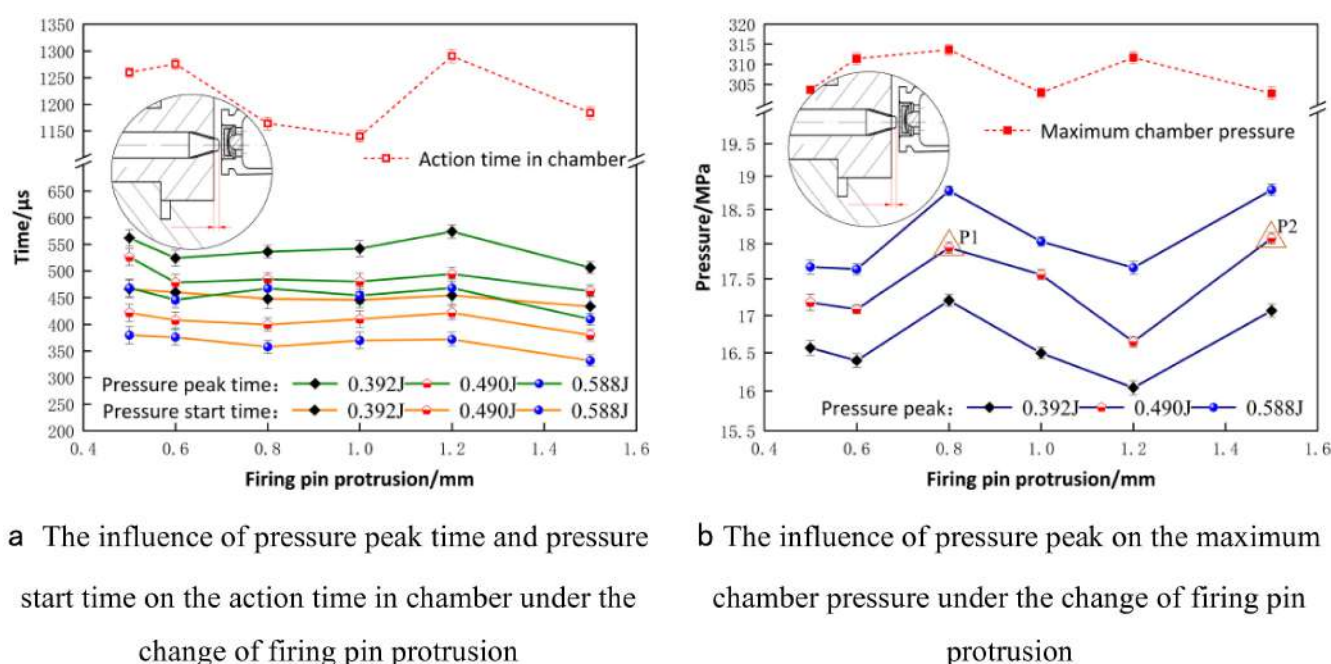 1350
1300
1250
1200
1150
Action time in chamber
650
600
550
500
450
400
350
300
250
200
Time/μs
Pressure peak time: 0.392J 0.490J 0.588J
Pressure start time: 0.392J 0.490J 0.588J
0.4 0.6 0.8 1.0 1.2 1.4 1.6
Firing pin protrusion/mm
320
315
310
305
Maximum chamber pressure
19.5
19
18.5
18
17.5
17
16.5
16
15.5
Pressure/MPa
P1
P2
Pressure peak: 0.392J 0.490J 0.588J
0.4 0.6 0.8 1.0 1.2 1.4 1.6
Firing pin protrusion/mm
a The influence of pressure peak time and pressure
start time on the action time in chamber under the
change of firing pin protrusion
b The influence of pressure peak on the maximum
chamber pressure under the change of firing pin
protrusion